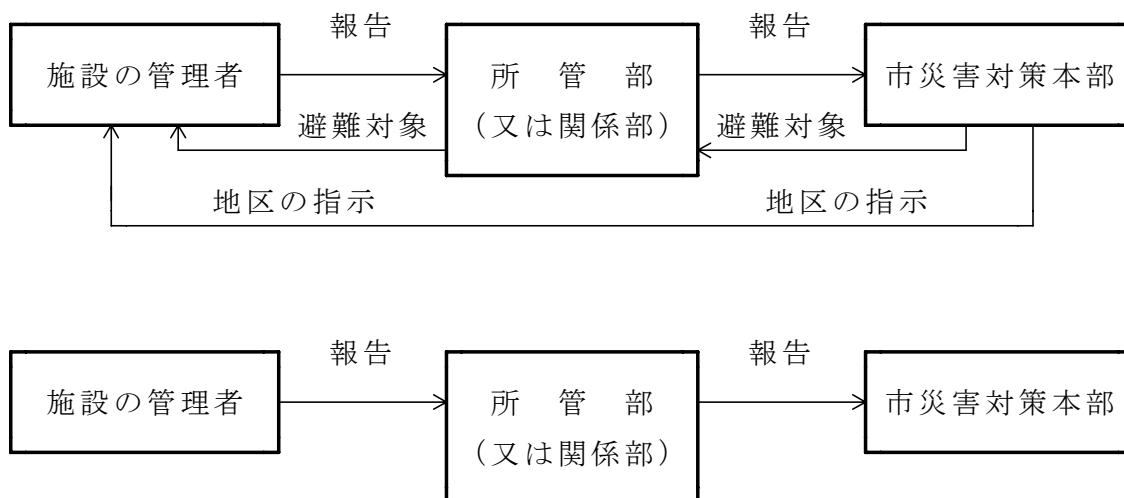 報告
報告
施設の管理者
所管部
(又は関係部)
市災害対策本部
避難対象
避難対象
地区の指示
地区の指示
報告
報告
施設の管理者
所管部
(又は関係部)
市災害対策本部